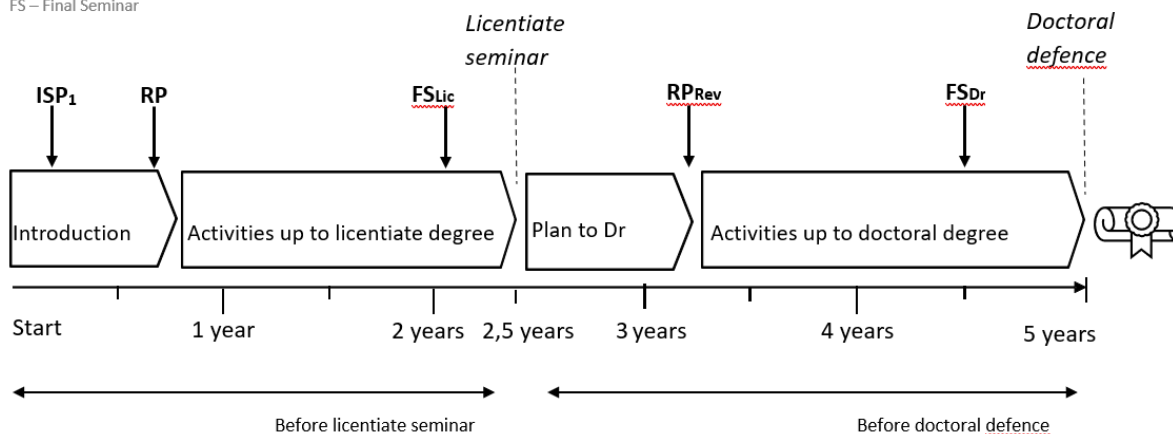 FS – Final Seminar
Licentiate
seminar
Doctoral
defence
ISP₁
RP
FSLic
RPRev
FSDr
Introduction
Activities up to licentiate degree
Plan to Dr
Activities up to doctoral degree
Start
1 year
2 years
2,5 years
3 years
4 years
5 years
Before licentiate seminar
Before doctoral defence